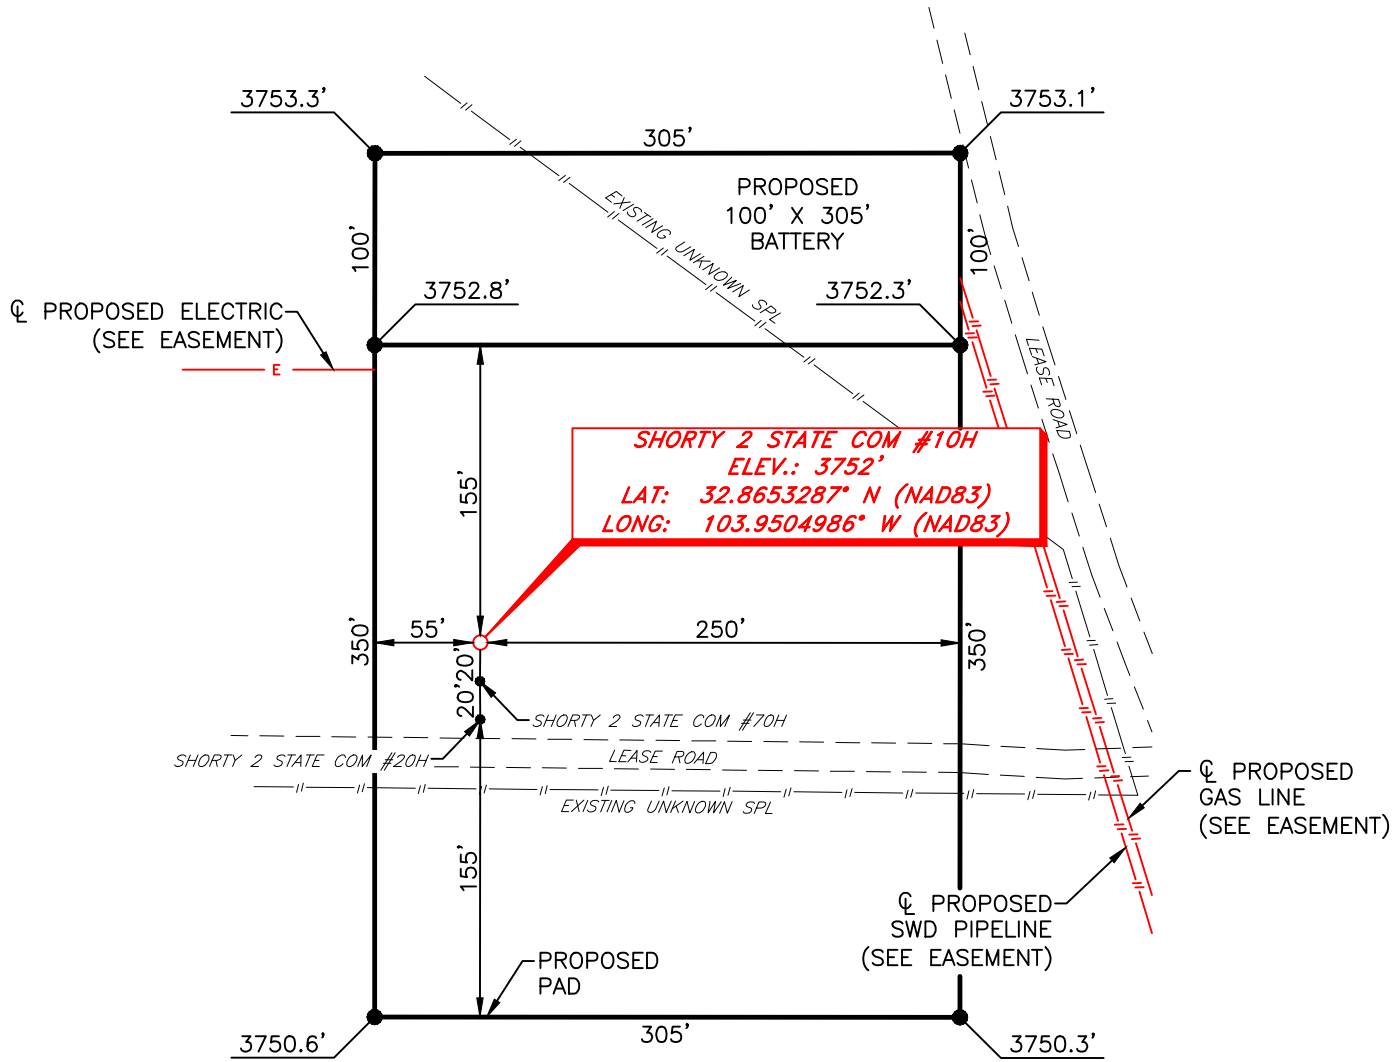 3753.3'
3753.1'
305'
PROPOSED
100' X 305'
BATTERY
EXISTING UNKNOWN SPL
100'
100'
3752.8'
3752.3'
℄ PROPOSED ELECTRIC
(SEE EASEMENT)
E
LEASE ROAD
SHORTY 2 STATE COM #10H
ELEV.: 3752'
LAT: 32.8653287° N (NAD83)
LONG: 103.9504986° W (NAD83)
155'
55'
250'
350'
350'
20'
20'
SHORTY 2 STATE COM #70H
SHORTY 2 STATE COM #20H
LEASE ROAD
EXISTING UNKNOWN SPL
℄ PROPOSED
GAS LINE
(SEE EASEMENT)
155'
℄ PROPOSED
SWD PIPELINE
(SEE EASEMENT)
PROPOSED
PAD
305'
3750.6'
3750.3'